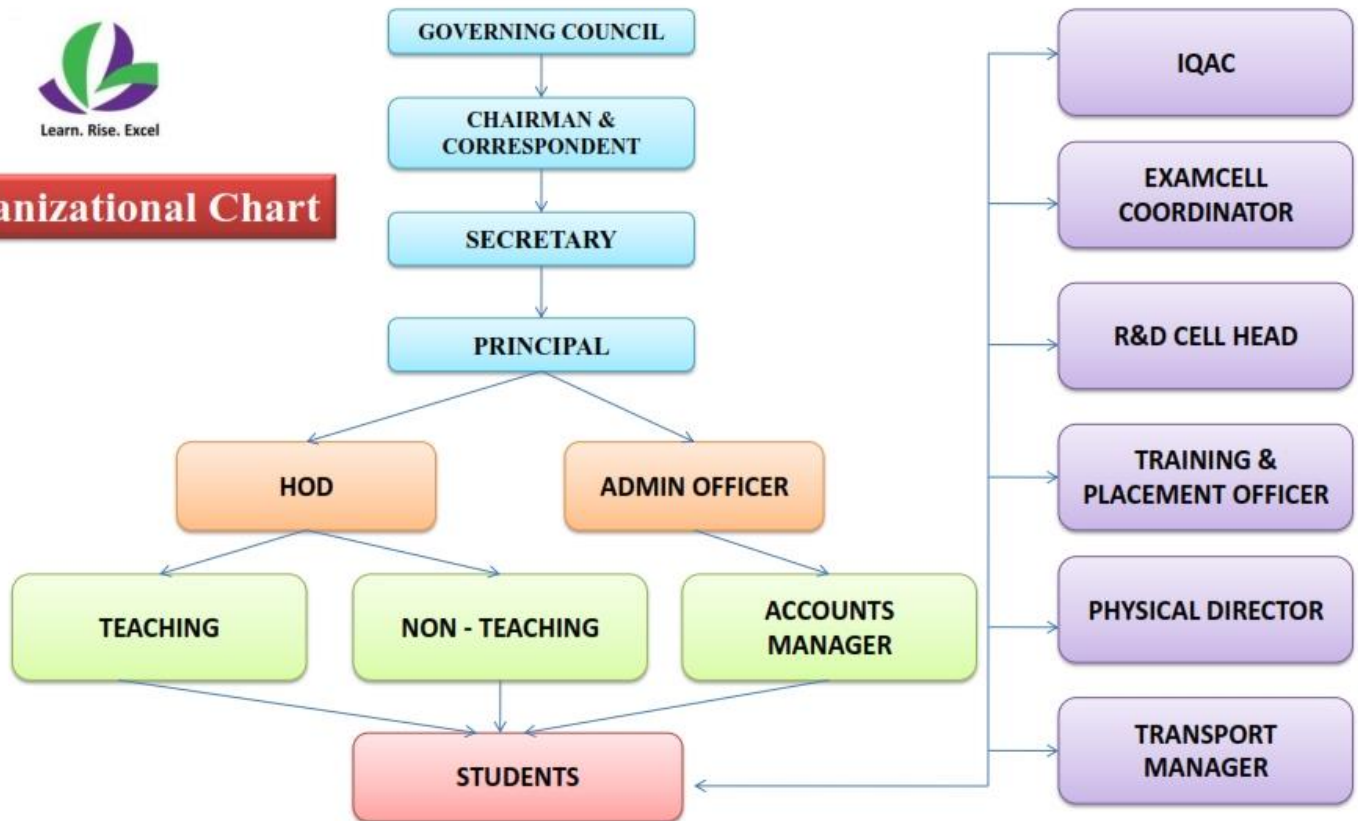 Learn. Rise. Excel
anizational Chart
GOVERNING COUNCIL
CHAIRMAN &
CORRESPONDENT
SECRETARY
PRINCIPAL
HOD
ADMIN OFFICER
TEACHING
NON - TEACHING
ACCOUNTS
MANAGER
STUDENTS
IQAC
EXAMCELL
COORDINATOR
R&D CELL HEAD
TRAINING &
PLACEMENT OFFICER
PHYSICAL DIRECTOR
TRANSPORT
MANAGER